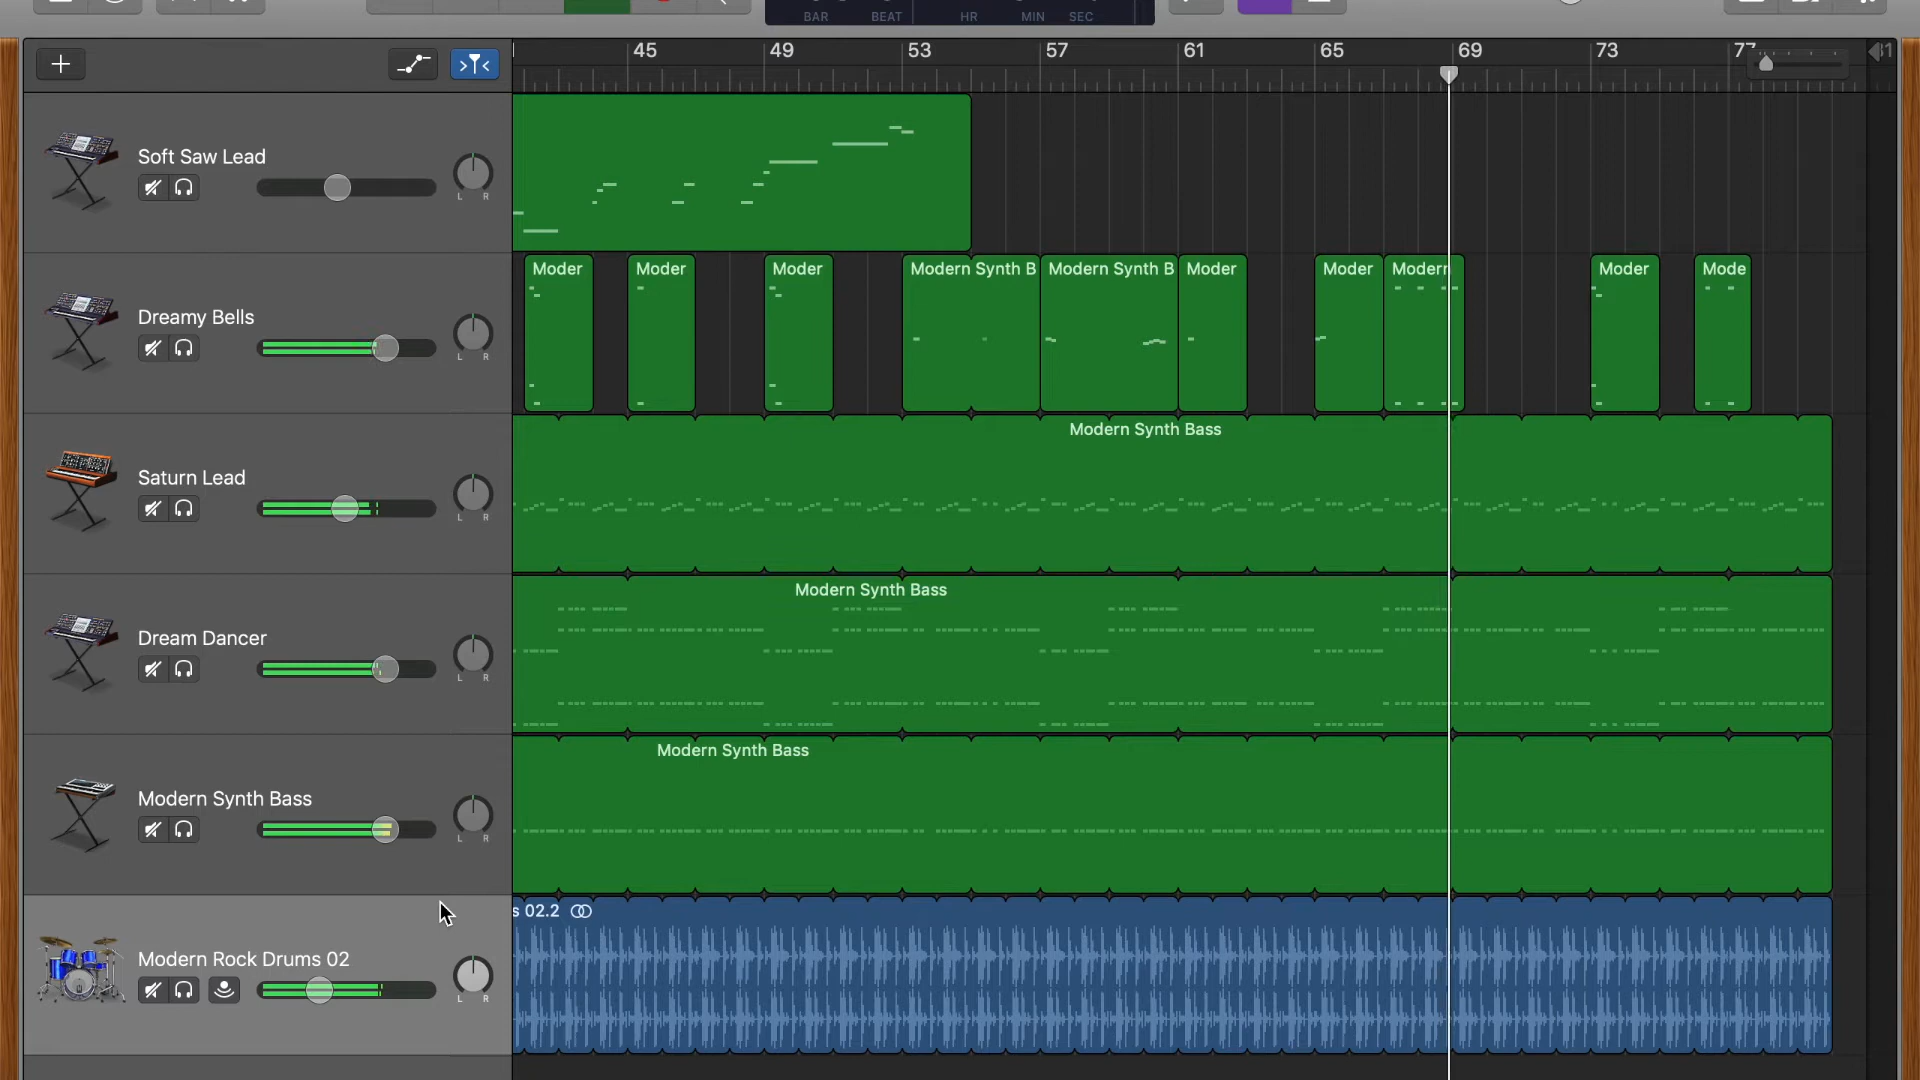 BAR BEAT HR MIN SEC
45 49 53 57 61 65 69 73 77
Soft Saw Lead
L R
Moder Moder Moder Modern Synth B Modern Synth B Moder Moder Modern Moder Mode
Dreamy Bells
L R
Modern Synth Bass
Saturn Lead
L R
Modern Synth Bass
Dream Dancer
L R
Modern Synth Bass
Modern Synth Bass
L R
s 02.2
Modern Rock Drums 02
L R